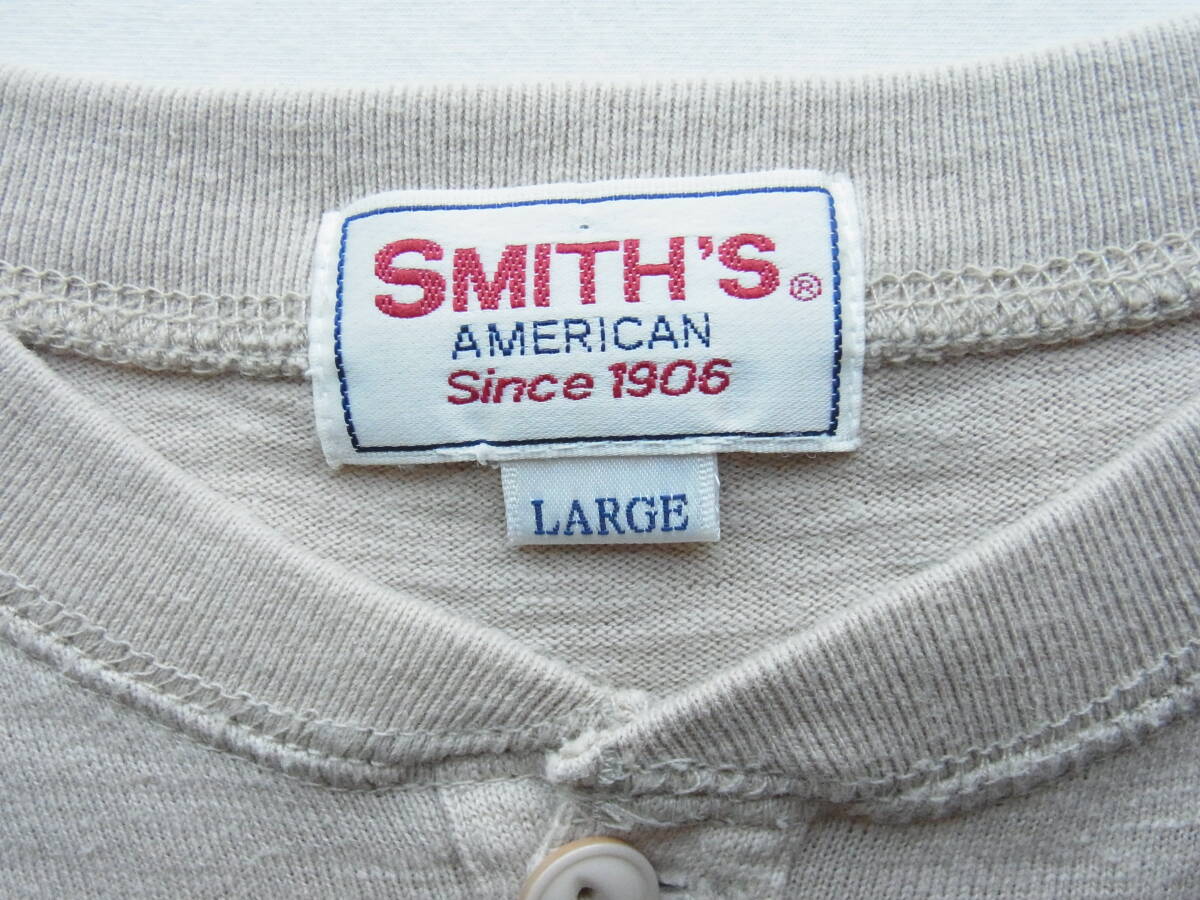 SMITH'S®
AMERICAN
Since 1906
LARGE